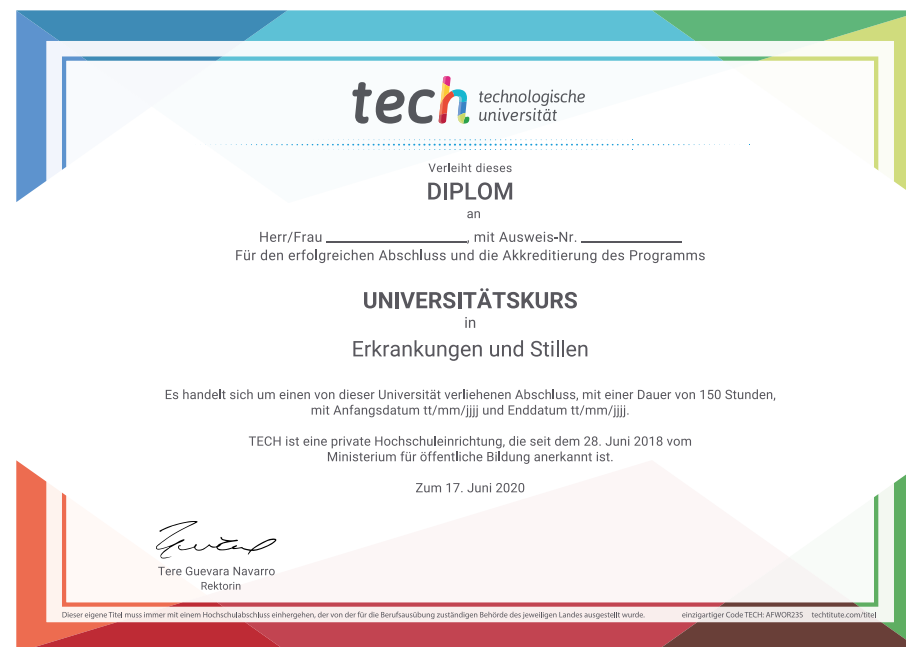 tech technologische
universität
Verleiht dieses
DIPLOM
an
Herr/Frau ________________, mit Ausweis-Nr. ____________
Für den erfolgreichen Abschluss und die Akkreditierung des Programms
UNIVERSITÄTSKURS
in
Erkrankungen und Stillen
Es handelt sich um einen von dieser Universität verliehenen Abschluss, mit einer Dauer von 150 Stunden,
mit Anfangsdatum tt/mm/jjjj und Enddatum tt/mm/jjjj.
TECH ist eine private Hochschuleinrichtung, die seit dem 28. Juni 2018 vom
Ministerium für öffentliche Bildung anerkannt ist.
Zum 17. Juni 2020
Tere Guevara Navarro
Rektorin
Dieser eigene Titel muss immer mit einem Hochschulabschluss einhergehen, der von der für die Berufsausübung zuständigen Behörde des jeweiligen Landes ausgestellt wurde. einzigartiger Code TECH: AFWOR235 techtitute.com/titel